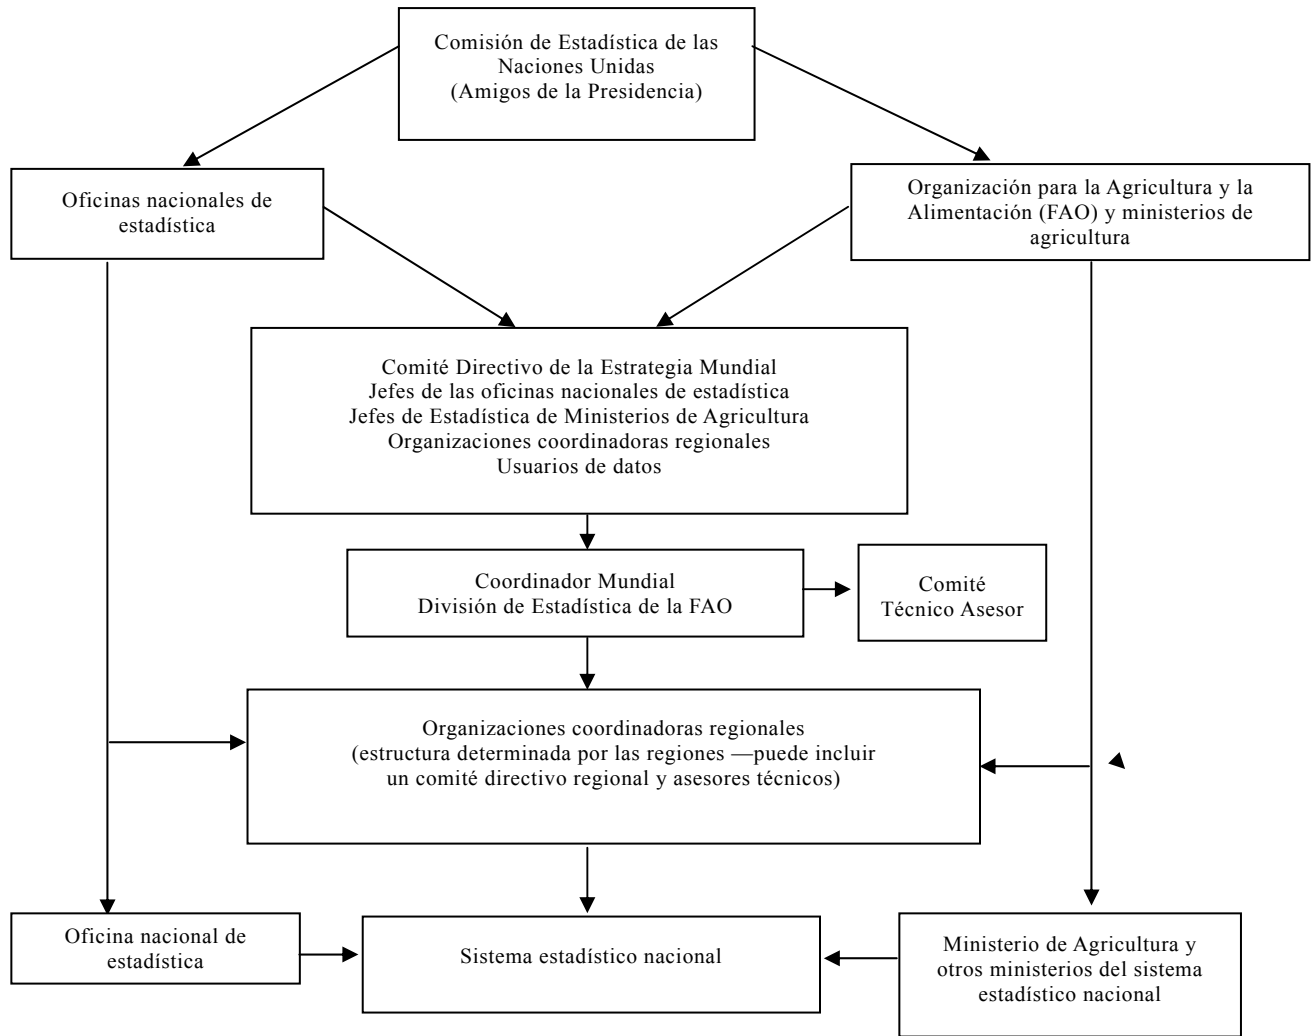 Comisión de Estadística de las
Naciones Unidas
(Amigos de la Presidencia)
Oficinas nacionales de
estadística
Organización para la Agricultura y la
Alimentación (FAO) y ministerios de
agricultura
Comité Directivo de la Estrategia Mundial
Jefes de las oficinas nacionales de estadística
Jefes de Estadística de Ministerios de Agricultura
Organizaciones coordinadoras regionales
Usuarios de datos
Coordinador Mundial
División de Estadística de la FAO
Comité
Técnico Asesor
Organizaciones coordinadoras regionales
(estructura determinada por las regiones —puede incluir
un comité directivo regional y asesores técnicos)
Oficina nacional de
estadística
Sistema estadístico nacional
Ministerio de Agricultura y
otros ministerios del sistema
estadístico nacional